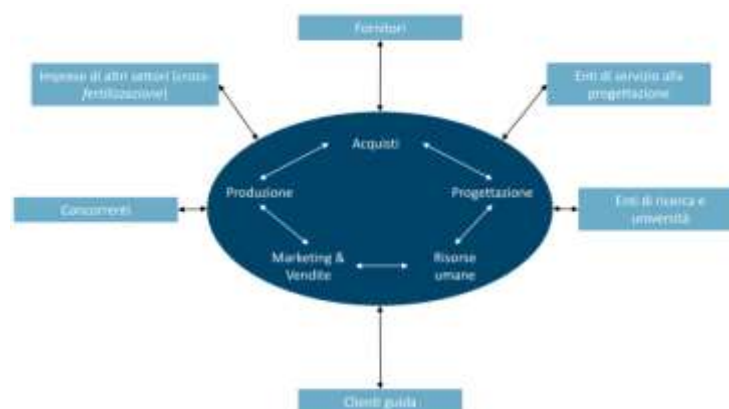 Fornitori
Imprese di altri settori (cross-
fertilizzazione)
Enti di servizio alla
progettazione
Acquisti
Produzione
Progettazione
Concorrenti
Enti di ricerca e
università
Marketing &
Vendite
Risorse
umane
Clienti guida